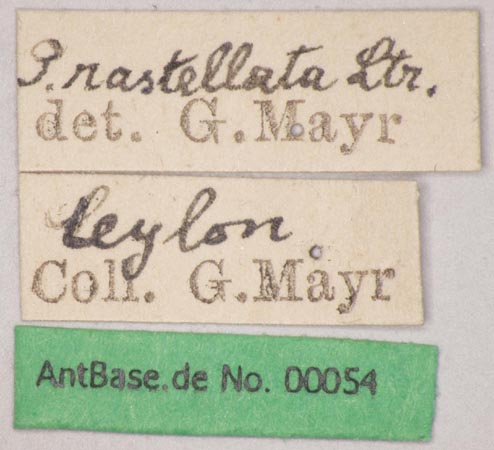 P. rastellata Ltr.
det. G. Mayr
Ceylon.
Coll. G. Mayr
AntBase.de No. 00054